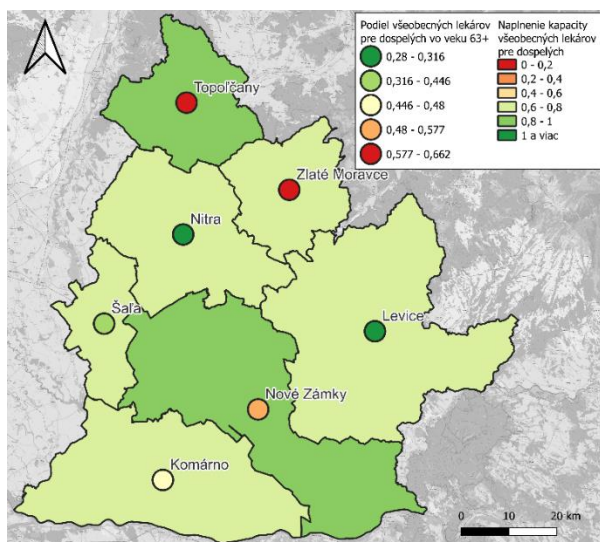 Podiel všeobecných lekárov
pre dospelých vo veku 63+
0,28 - 0,316
0,316 - 0,446
0,446 - 0,48
0,48 - 0,577
0,577 - 0,662
Naplnenie kapacity
všeobecných lekárov
pre dospelých
0 - 0,2
0,2 - 0,4
0,4 - 0,6
0,6 - 0,8
0,8 - 1
1 a viac
Topoľčany
Zlaté Moravce
Nitra
Šaľa
Levice
Nové Zámky
Komárno
0 10 20 km